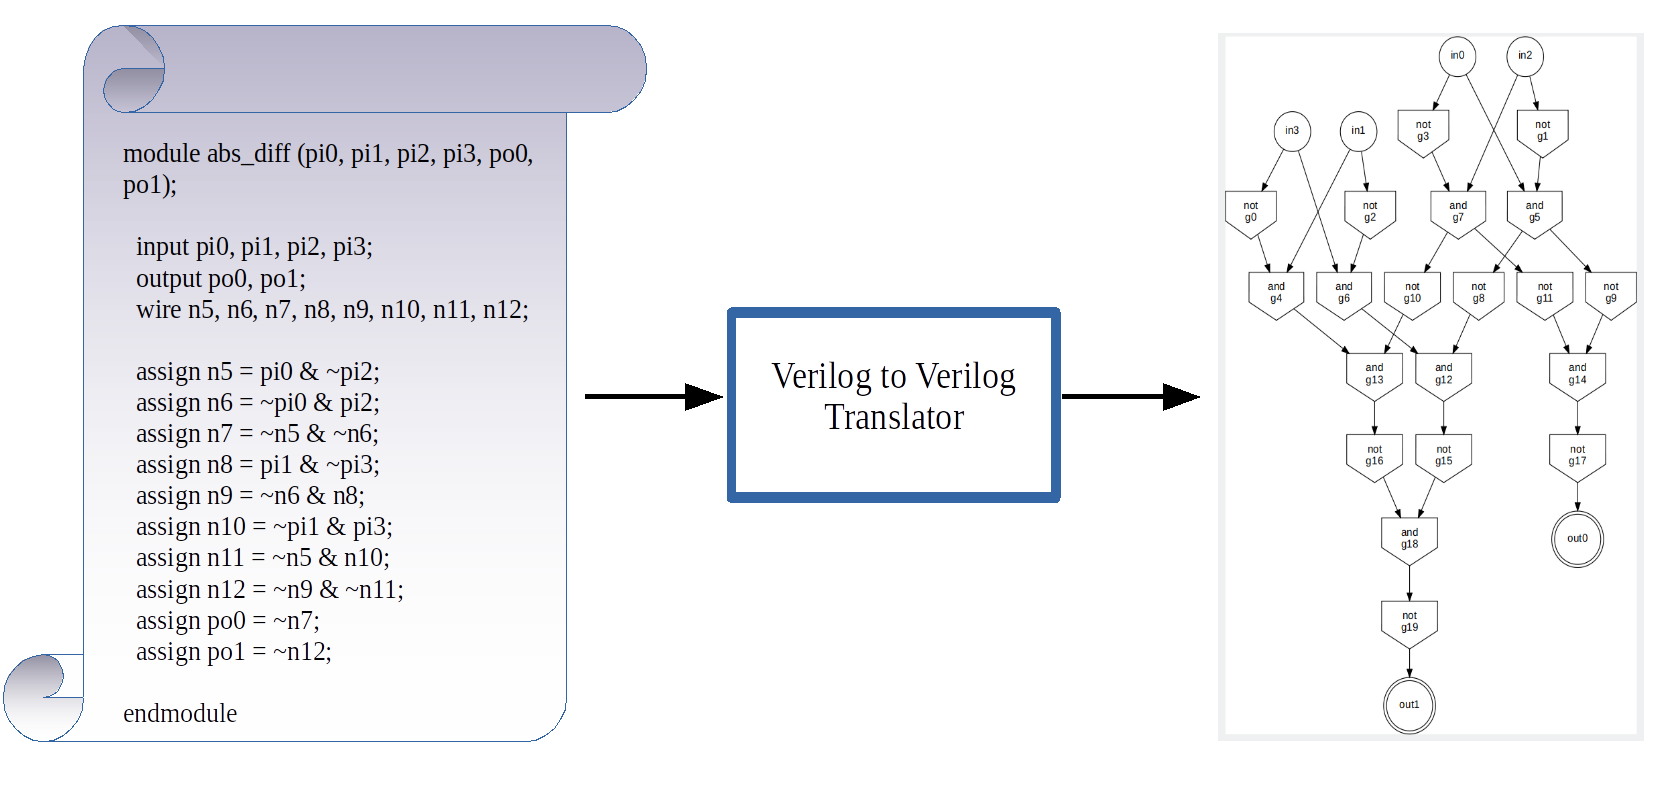 module abs_diff (pi0, pi1, pi2, pi3, po0,
po1);
input pi0, pi1, pi2, pi3;
output po0, po1;
wire n5, n6, n7, n8, n9, n10, n11, n12;
assign n5 = pi0 & ~pi2;
assign n6 = ~pi0 & pi2;
assign n7 = ~n5 & ~n6;
assign n8 = pi1 & ~pi3;
assign n9 = ~n6 & n8;
assign n10 = ~pi1 & pi3;
assign n11 = ~n5 & n10;
assign n12 = ~n9 & ~n11;
assign po0 = ~n7;
assign po1 = ~n12;
endmodule
Verilog to Verilog
Translator
in0
in2
in3
in1
not
g3
not
g1
not
g0
not
g2
and
g7
and
g5
and
g4
and
g6
not
g10
not
g8
not
g11
not
g9
and
g13
and
g12
and
g14
not
g16
not
g15
not
g17
and
g18
out0
not
g19
out1